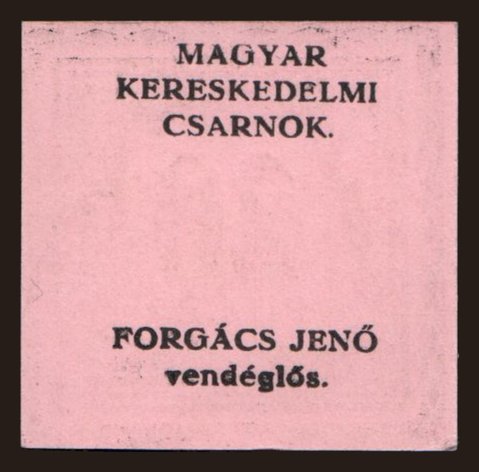 MAGYAR
KERESKEDELMI
CSARNOK.
FORGÁCS JENŐ
vendéglős.